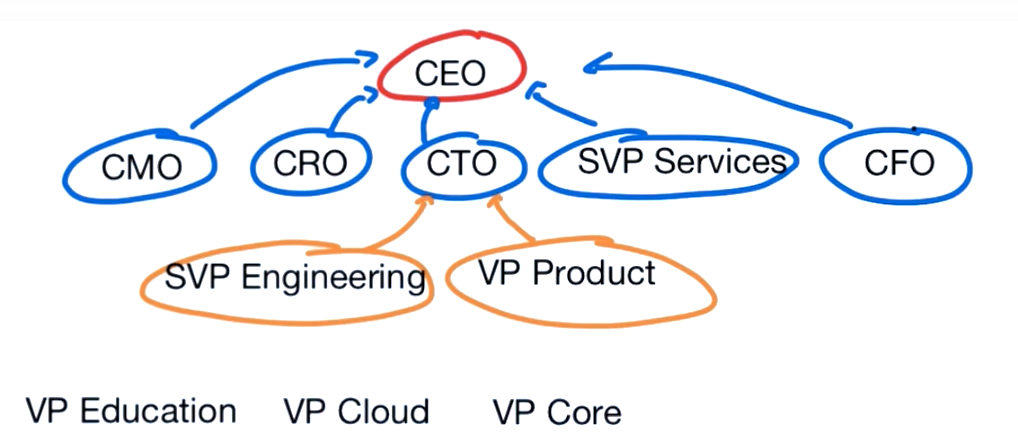 CEO
CMO CRO CTO SVP Services CFO
SVP Engineering VP Product
VP Education VP Cloud VP Core